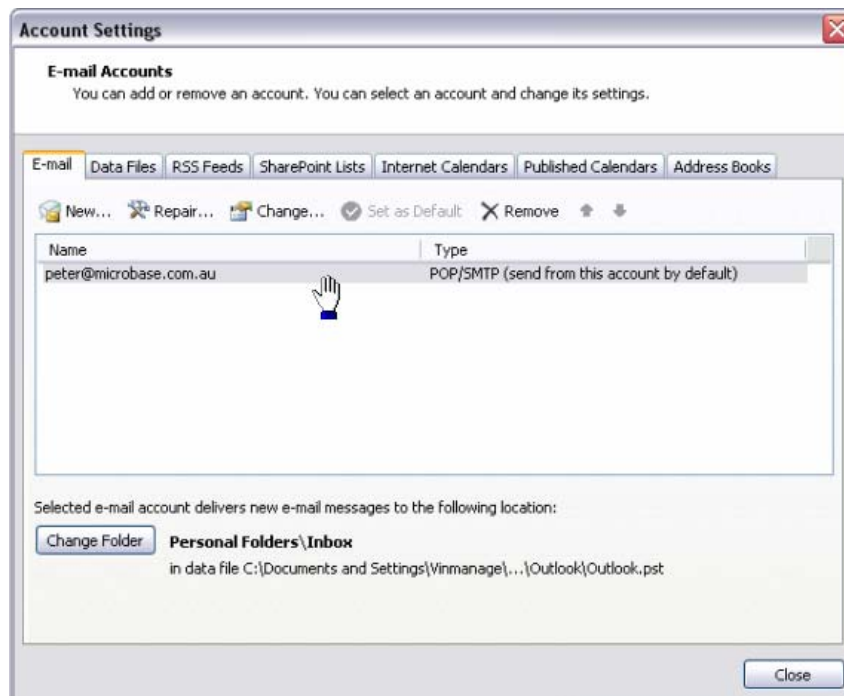 Account Settings
E-mail Accounts
You can add or remove an account. You can select an account and change its settings.
E-mail Data Files RSS Feeds SharePoint Lists Internet Calendars Published Calendars Address Books
New... Repair... Change... Set as Default Remove
Name Type
peter@microbase.com.au POP/SMTP (send from this account by default)
Selected e-mail account delivers new e-mail messages to the following location:
Change Folder Personal Folders\Inbox
in data file C:\Documents and Settings\Vinmanage\...\Outlook\Outlook.pst
Close